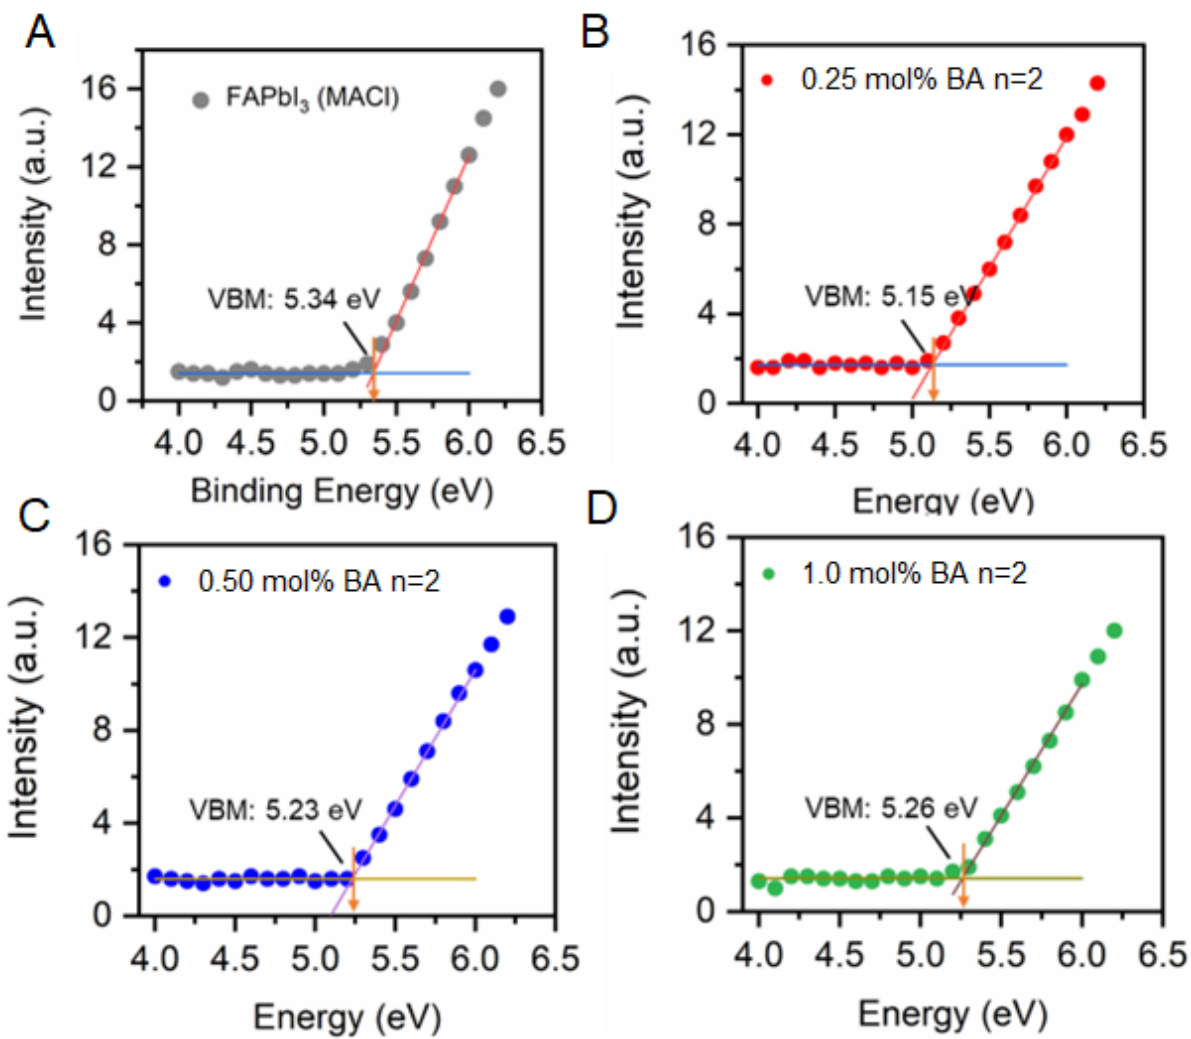 A
Intensity (a.u.)
16
12
8
4
0
FAPbI₃ (MACl)
VBM: 5.34 eV
4.0 4.5 5.0 5.5 6.0 6.5
Binding Energy (eV)
B
Intensity (a.u.)
16
12
8
4
0
0.25 mol% BA n=2
VBM: 5.15 eV
4.0 4.5 5.0 5.5 6.0 6.5
Energy (eV)
C
Intensity (a.u.)
16
12
8
4
0
0.50 mol% BA n=2
VBM: 5.23 eV
4.0 4.5 5.0 5.5 6.0 6.5
Energy (eV)
D
Intensity (a.u.)
16
12
8
4
0
1.0 mol% BA n=2
VBM: 5.26 eV
4.0 4.5 5.0 5.5 6.0 6.5
Energy (eV)